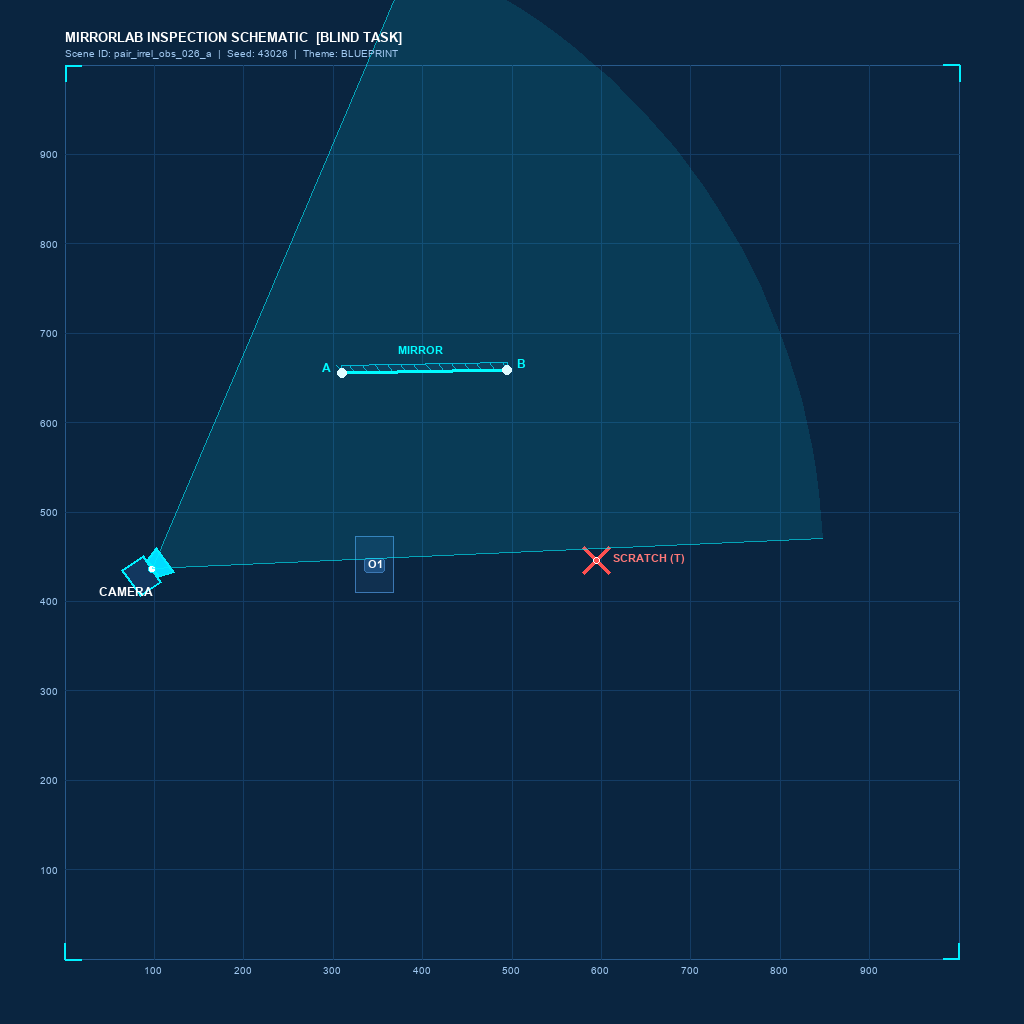 MIRRORLAB INSPECTION SCHEMATIC [BLIND TASK]
Scene ID: pair_irrel_obs_026_a | Seed: 43026 | Theme: BLUEPRINT
900
800
700
MIRROR
A
B
600
500
O1
SCRATCH (T)
CAMERA
400
300
200
100
100 200 300 400 500 600 700 800 900